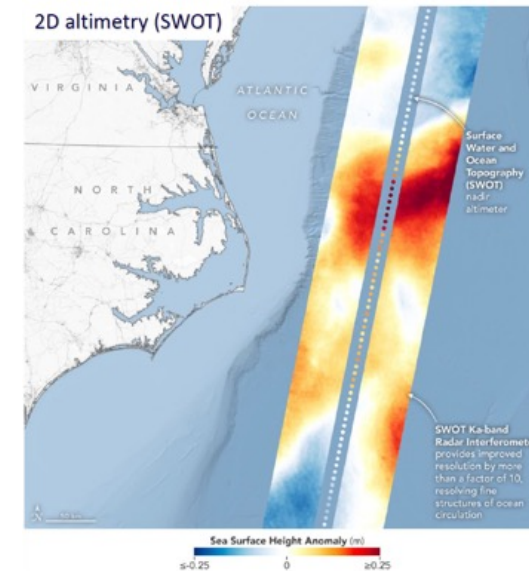 2D altimetry (SWOT)
VIRGINIA
ATLANTIC
OCEAN
Surface
Water and
Ocean
Topography
(SWOT)
nadir
altimeter
NORTH
CAROLINA
SWOT Ka-band
Radar Interferomete
provides improved
resolution by more
than a factor of 10,
resolving fine
structures of ocean
circulation
N
Sea Surface Height Anomaly (m)
≤-0.25 0 ≥0.25